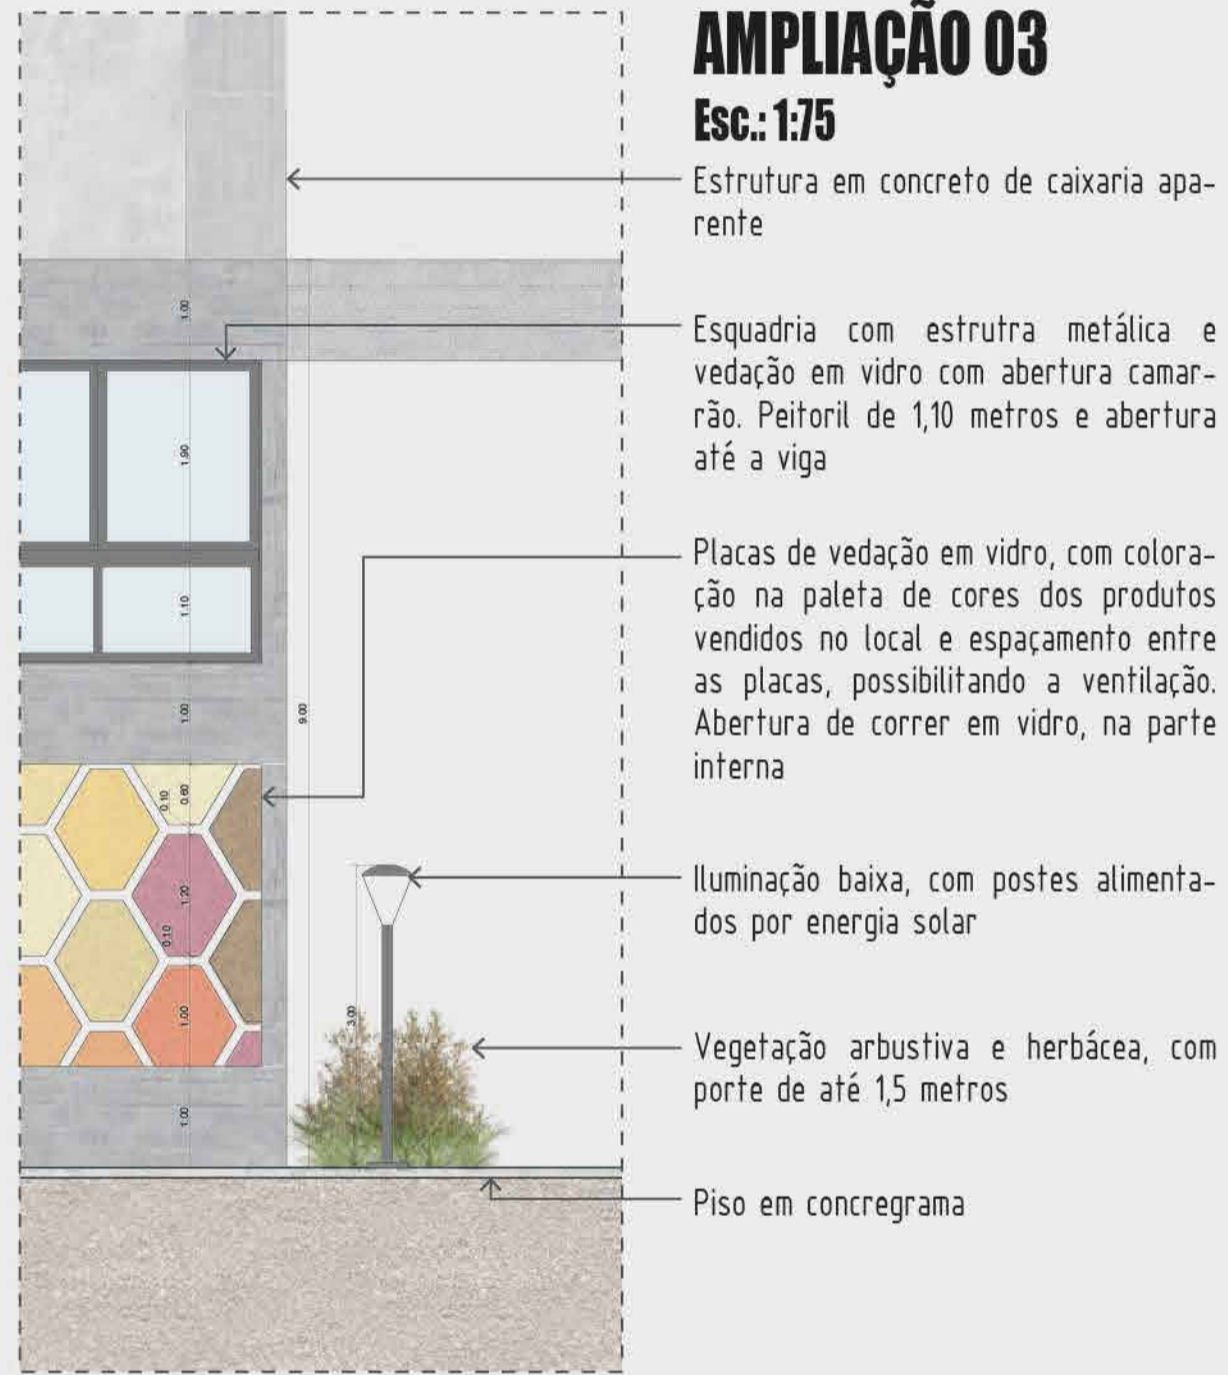 AMPLIAÇÃO 03
Esc.: 1:75
Estrutura em concreto de caixaria apa-
rente
Esquadria com estrutra metálica e
vedação em vidro com abertura camar-
rão. Peitoril de 1,10 metros e abertura
até a viga
Placas de vedação em vidro, com colora-
ção na paleta de cores dos produtos
vendidos no local e espaçamento entre
as placas, possibilitando a ventilação.
Abertura de correr em vidro, na parte
interna
Iluminação baixa, com postes alimenta-
dos por energia solar
Vegetação arbustiva e herbácea, com
porte de até 1,5 metros
Piso em concregrama
1.00
1.90
1.10
1.00
9.00
0.10
0.60
1.20
0.10
1.00
3.00
1.00